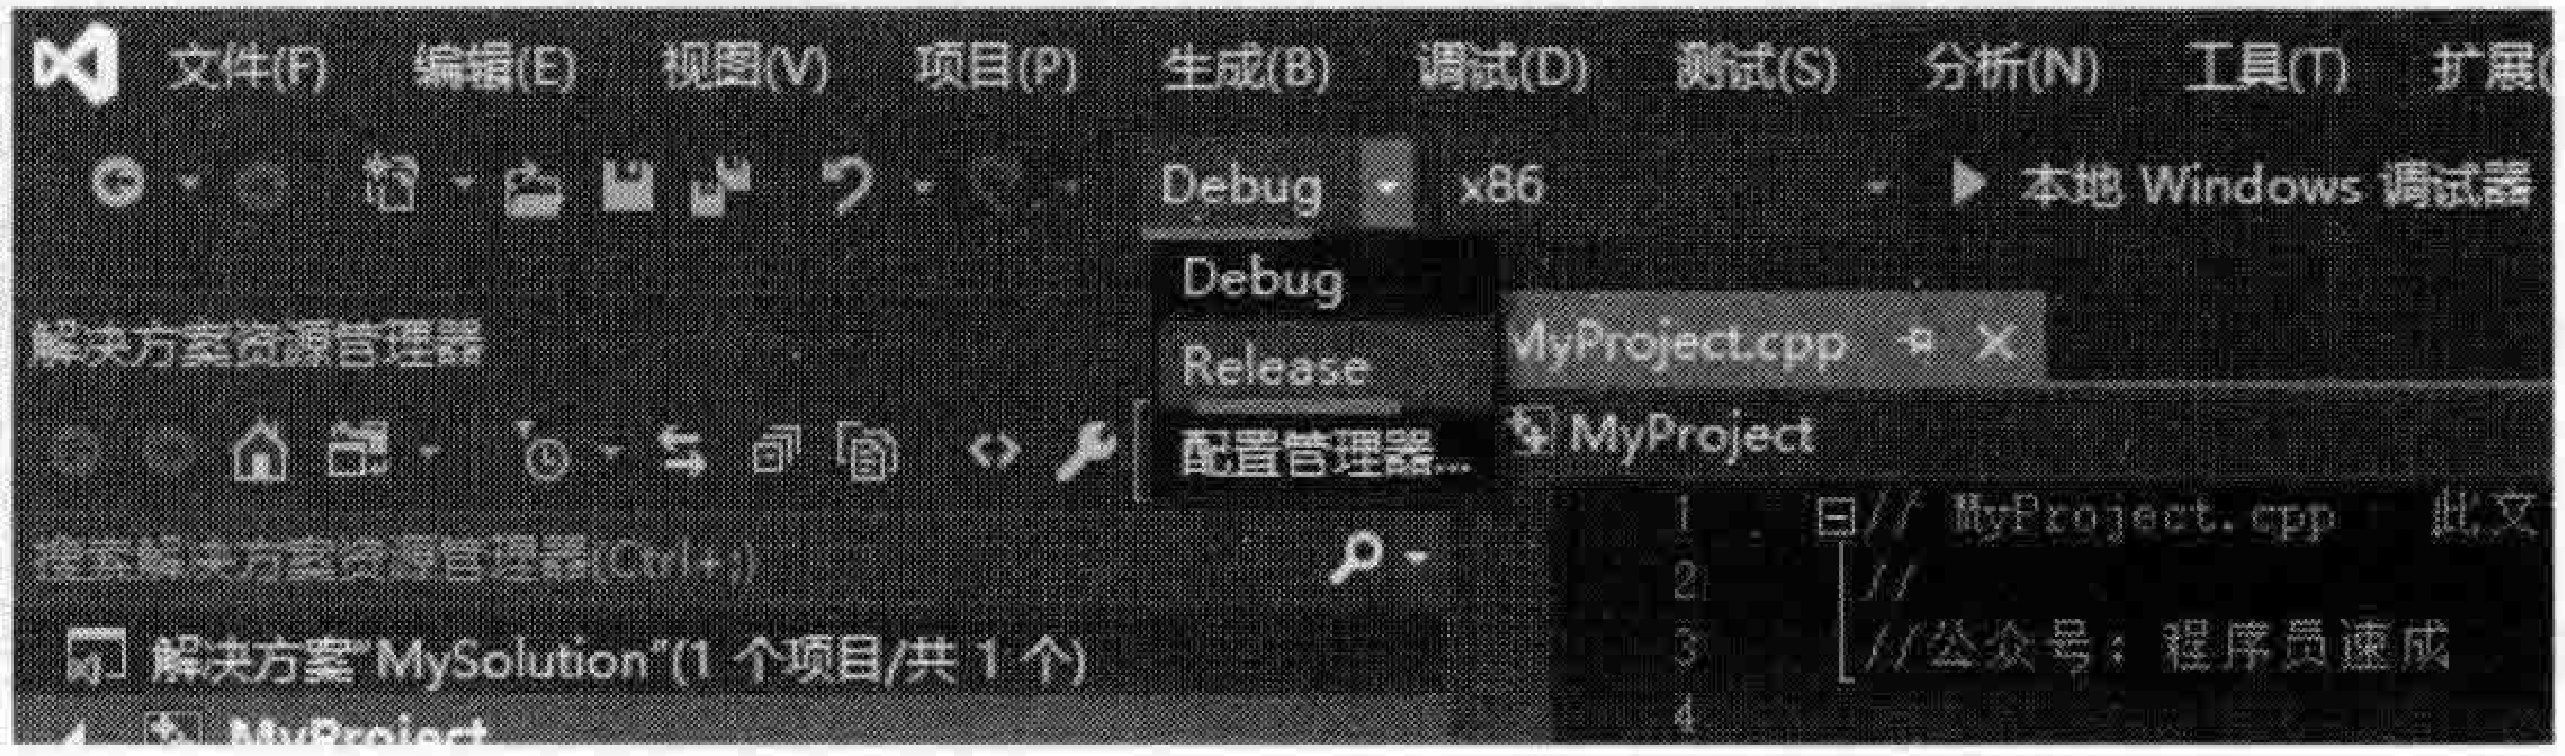 文件(F) 编辑(E) 视图(V) 项目(P) 生成(B) 调试(D) 测试(S) 分析(N) 工具(T) 扩展(
Debug x86 本地 Windows 调试器
Debug
解决方案资源管理器
Release
MyProject.cpp
配置管理器...
MyProject
1 // MyProject.cpp 此文
搜索解决方案资源管理器(Ctrl+;)
2 //
3 //公众号: 程序员速成
解决方案"MySolution"(1 个项目/共 1 个)
4
MyProject